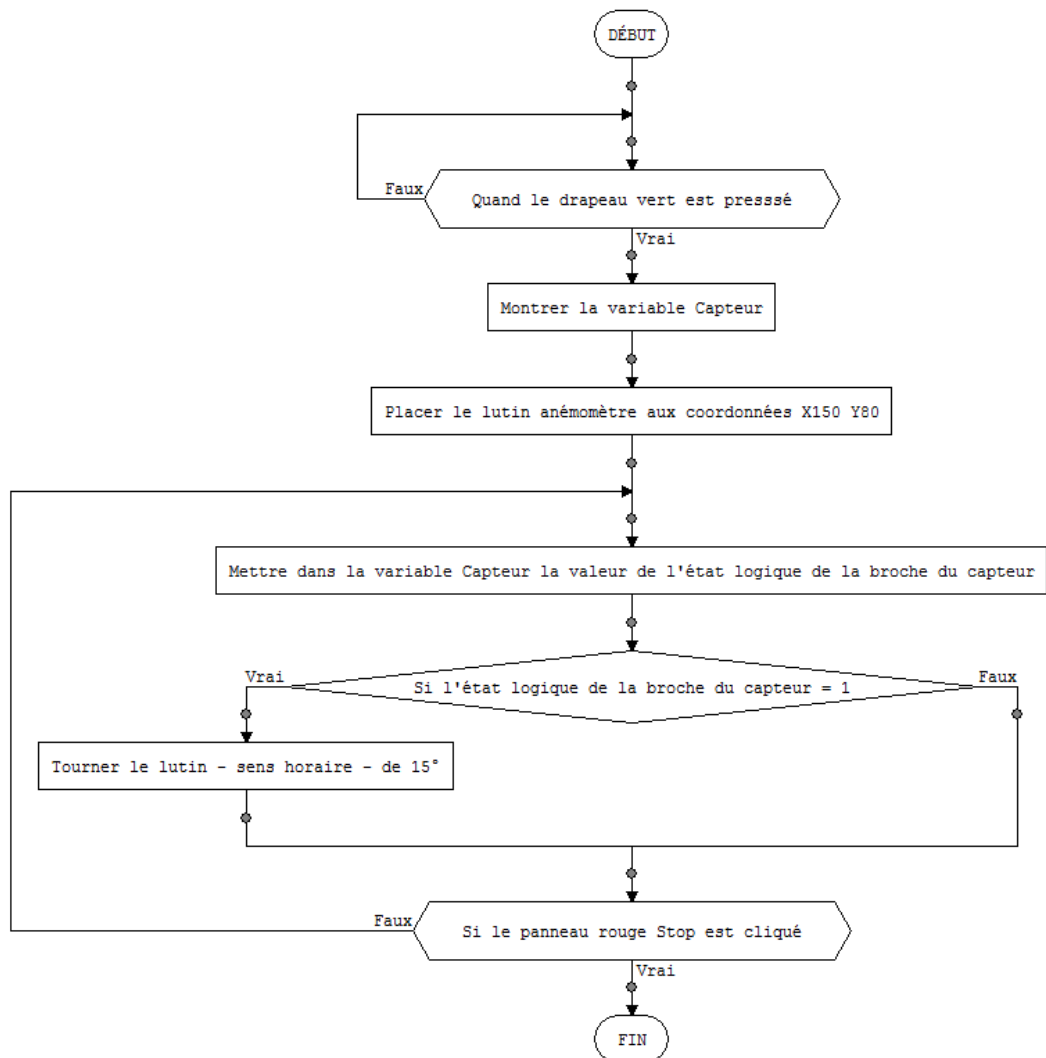 DÉBUT
Faux
Quand le drapeau vert est presssé
Vrai
Montrer la variable Capteur
Placer le lutin anémomètre aux coordonnées X150 Y80
Mettre dans la variable Capteur la valeur de l'état logique de la broche du capteur
Vrai
Si l'état logique de la broche du capteur = 1
Faux
Tourner le lutin - sens horaire - de 15°
Faux
Si le panneau rouge Stop est cliqué
Vrai
FIN